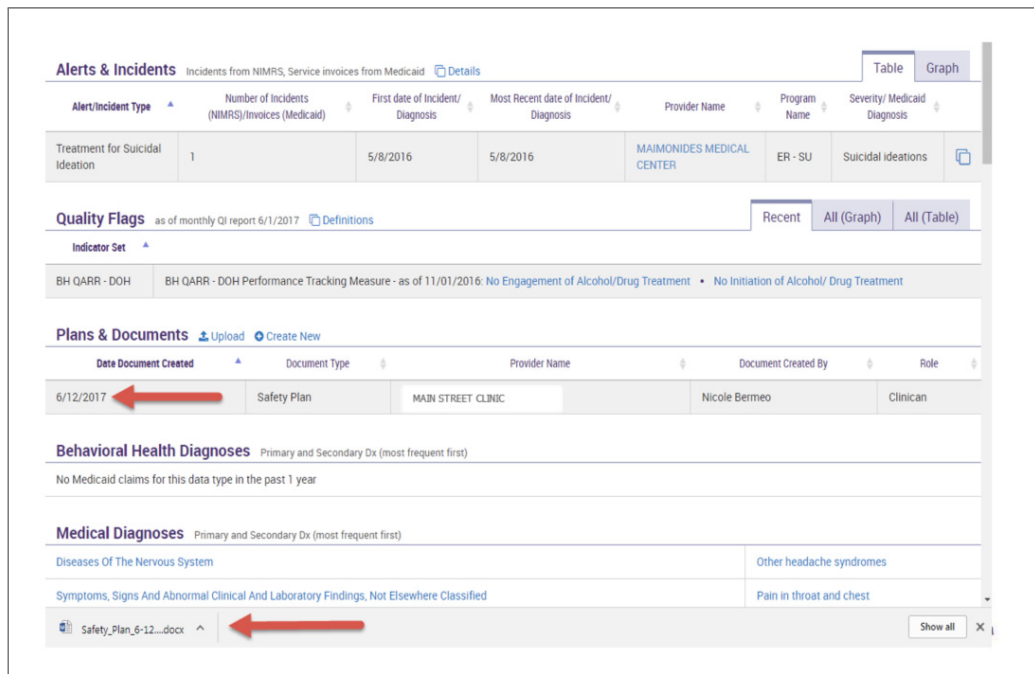 Alerts & Incidents Incidents from NIMRS, Service invoices from Medicaid Details Table Graph
Alert/Incident Type Number of Incidents (NIMRS)/Invoices (Medicaid) First date of Incident/ Diagnosis Most Recent date of Incident/ Diagnosis Provider Name Program Name Severity/ Medicaid Diagnosis
Treatment for Suicidal Ideation 1 5/8/2016 5/8/2016 MAIMONIDES MEDICAL CENTER ER - SU Suicidal ideations
Quality Flags as of monthly QI report 6/1/2017 Definitions Recent All (Graph) All (Table)
Indicator Set
BH QARR - DOH BH QARR - DOH Performance Tracking Measure - as of 11/01/2016: No Engagement of Alcohol/Drug Treatment • No Initiation of Alcohol/ Drug Treatment
Plans & Documents Upload Create New
Date Document Created Document Type Provider Name Document Created By Role
6/12/2017 Safety Plan MAIN STREET CLINIC Nicole Bermeo Clinican
Behavioral Health Diagnoses Primary and Secondary Dx (most frequent first)
No Medicaid claims for this data type in the past 1 year
Medical Diagnoses Primary and Secondary Dx (most frequent first)
Diseases Of The Nervous System Other headache syndromes
Symptoms, Signs And Abnormal Clinical And Laboratory Findings, Not Elsewhere Classified Pain in throat and chest
Safety_Plan_6-12....docx Show all